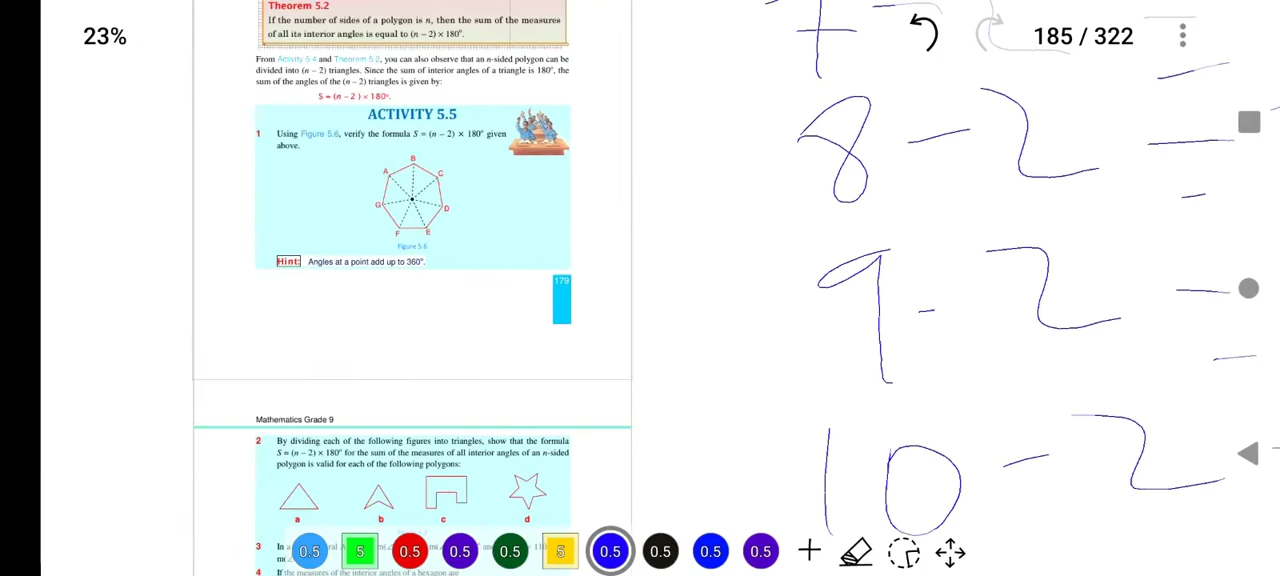 23%
185 / 322
Theorem 5.2
If the number of sides of a polygon is n, then the sum of the measures
of all its interior angles is equal to (n – 2) × 180°.
From Activity 5.4 and Theorem 5.2, you can also observe that an n-sided polygon can be
divided into (n – 2) triangles. Since the sum of interior angles of a triangle is 180°, the
sum of the angles of the (n – 2) triangles is given by:
S = (n – 2) × 180°.
ACTIVITY 5.5
1 Using Figure 5.6, verify the formula S = (n – 2) × 180° given
above.
A B C D E F G
Figure 5.6
Hint: Angles at a point add up to 360°.
179
Mathematics Grade 9
2 By dividing each of the following figures into triangles, show that the formula
S = (n – 2) × 180° for the sum of the measures of all interior angles of an n-sided
polygon is valid for each of the following polygons:
a b c d
3 In a
4 If the measures of the interior angles of a hexagon are
8 – 2 =
9 - 2 =
10 – 2
0.5 5 0.5 0.5 0.5 5 0.5 0.5 0.5 0.5